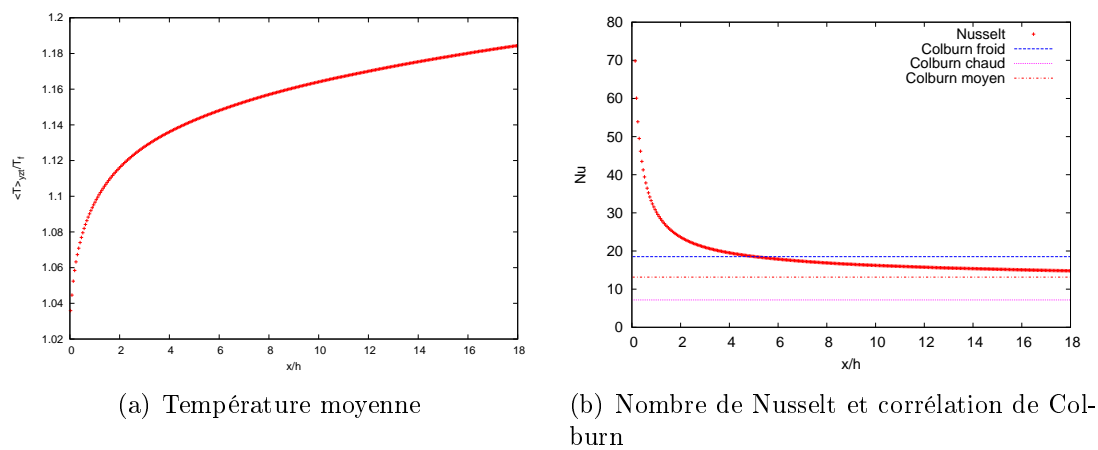 1.2
1.18
1.16
1.14
1.12
1.1
1.08
1.06
1.04
1.02
<T>yzt/Tf
0 2 4 6 8 10 12 14 16 18
x/h
(a) Température moyenne
80
70
60
50
40
30
20
10
0
Nu
Nusselt
Colburn froid
Colburn chaud
Colburn moyen
0 2 4 6 8 10 12 14 16 18
x/h
(b) Nombre de Nusselt et corrélation de Col-
burn